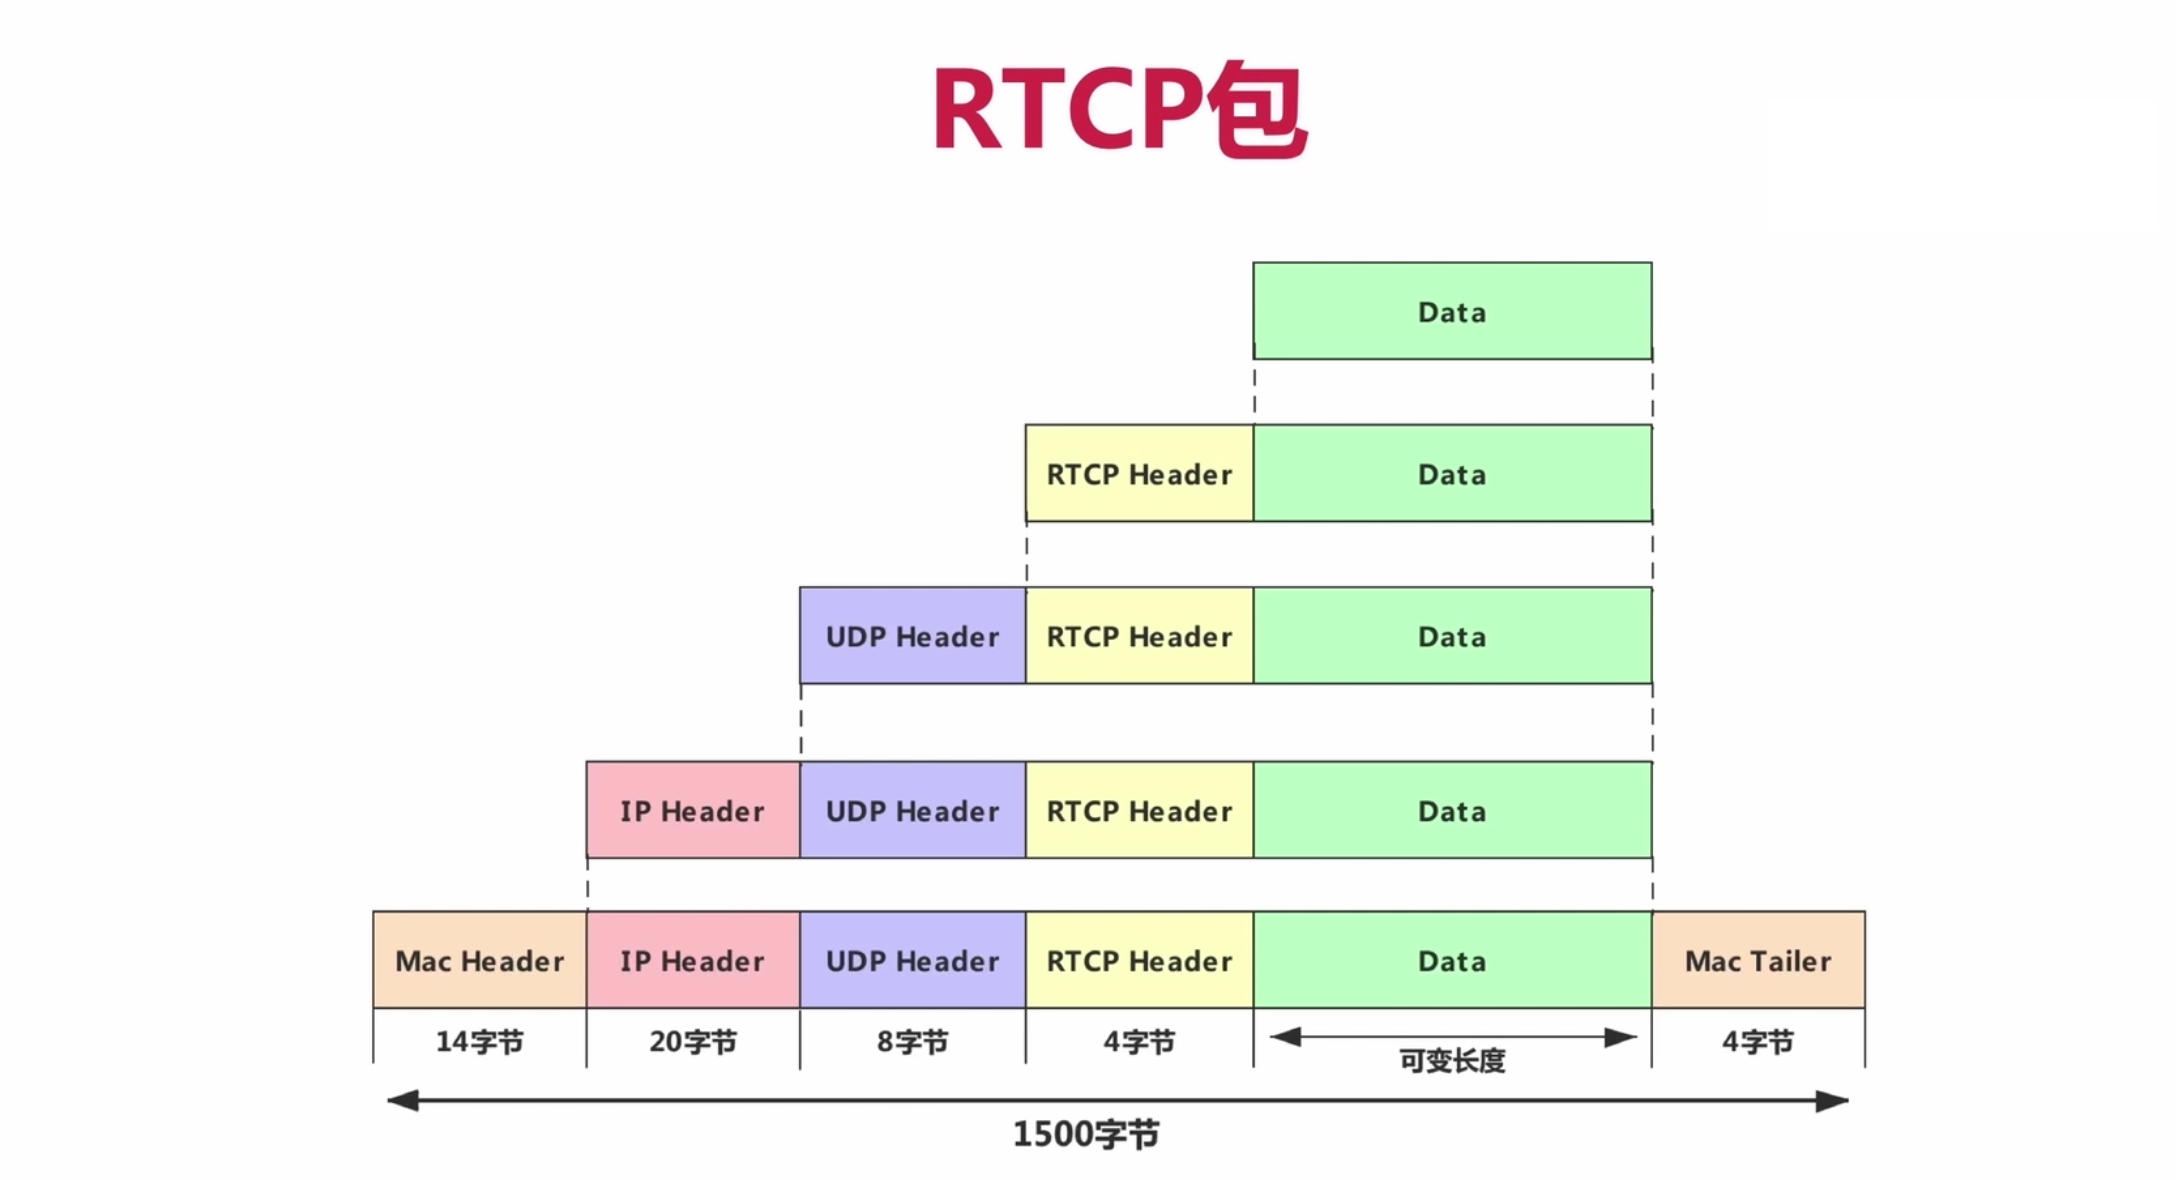 RTCP包
Data
RTCP Header Data
UDP Header RTCP Header Data
IP Header UDP Header RTCP Header Data
Mac Header IP Header UDP Header RTCP Header Data Mac Tailer
14字节 20字节 8字节 4字节 可变长度 4字节
1500字节